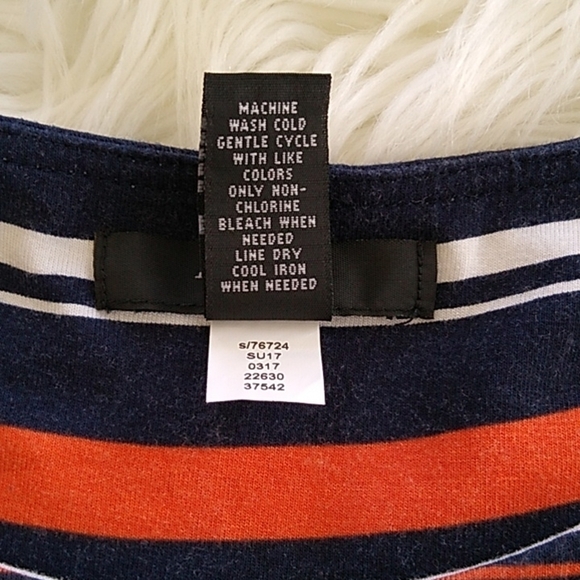 MACHINE
WASH COLD
GENTLE CYCLE
WITH LIKE
COLORS
ONLY NON-
CHLORINE
BLEACH WHEN
NEEDED
LINE DRY
COOL IRON
WHEN NEEDED
s/76724
SU17
0317
22630
37542